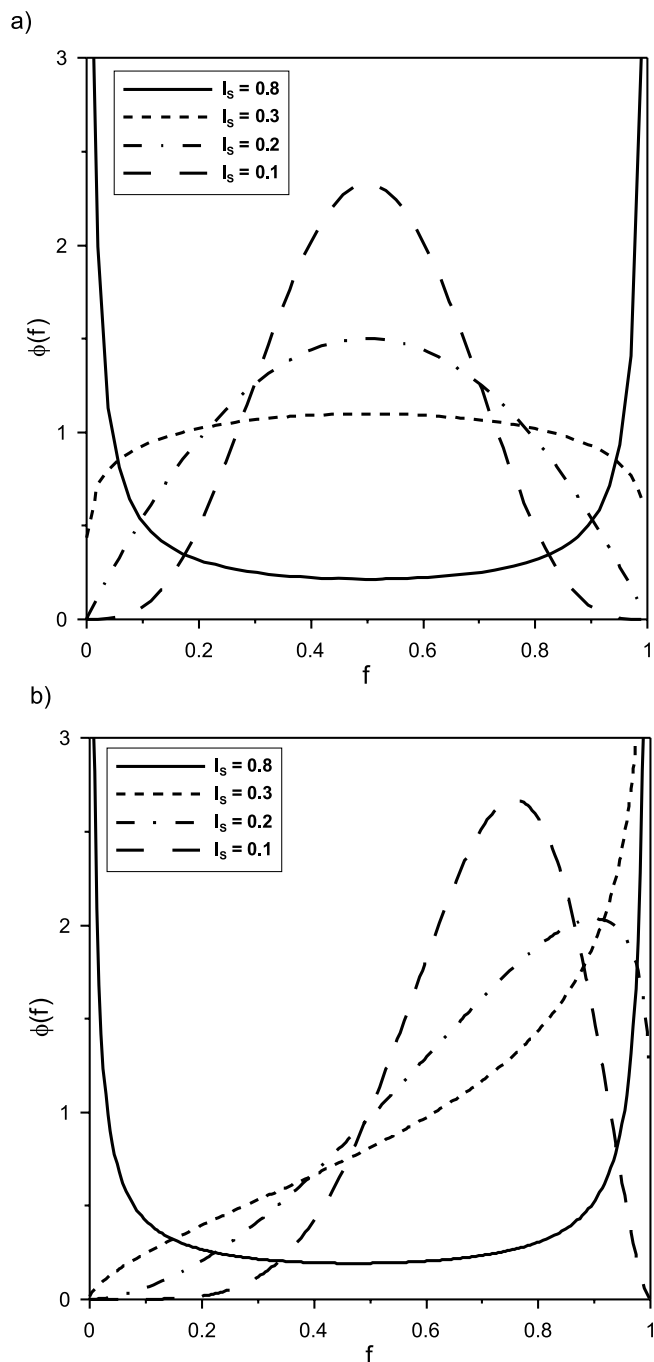 a)
3
2
1
0
ϕ(f)
I_S = 0.8
I_S = 0.3
I_S = 0.2
I_S = 0.1
0 0.2 0.4 0.6 0.8 1
f
b)
3
2
1
0
ϕ(f)
I_S = 0.8
I_S = 0.3
I_S = 0.2
I_S = 0.1
0 0.2 0.4 0.6 0.8 1
f